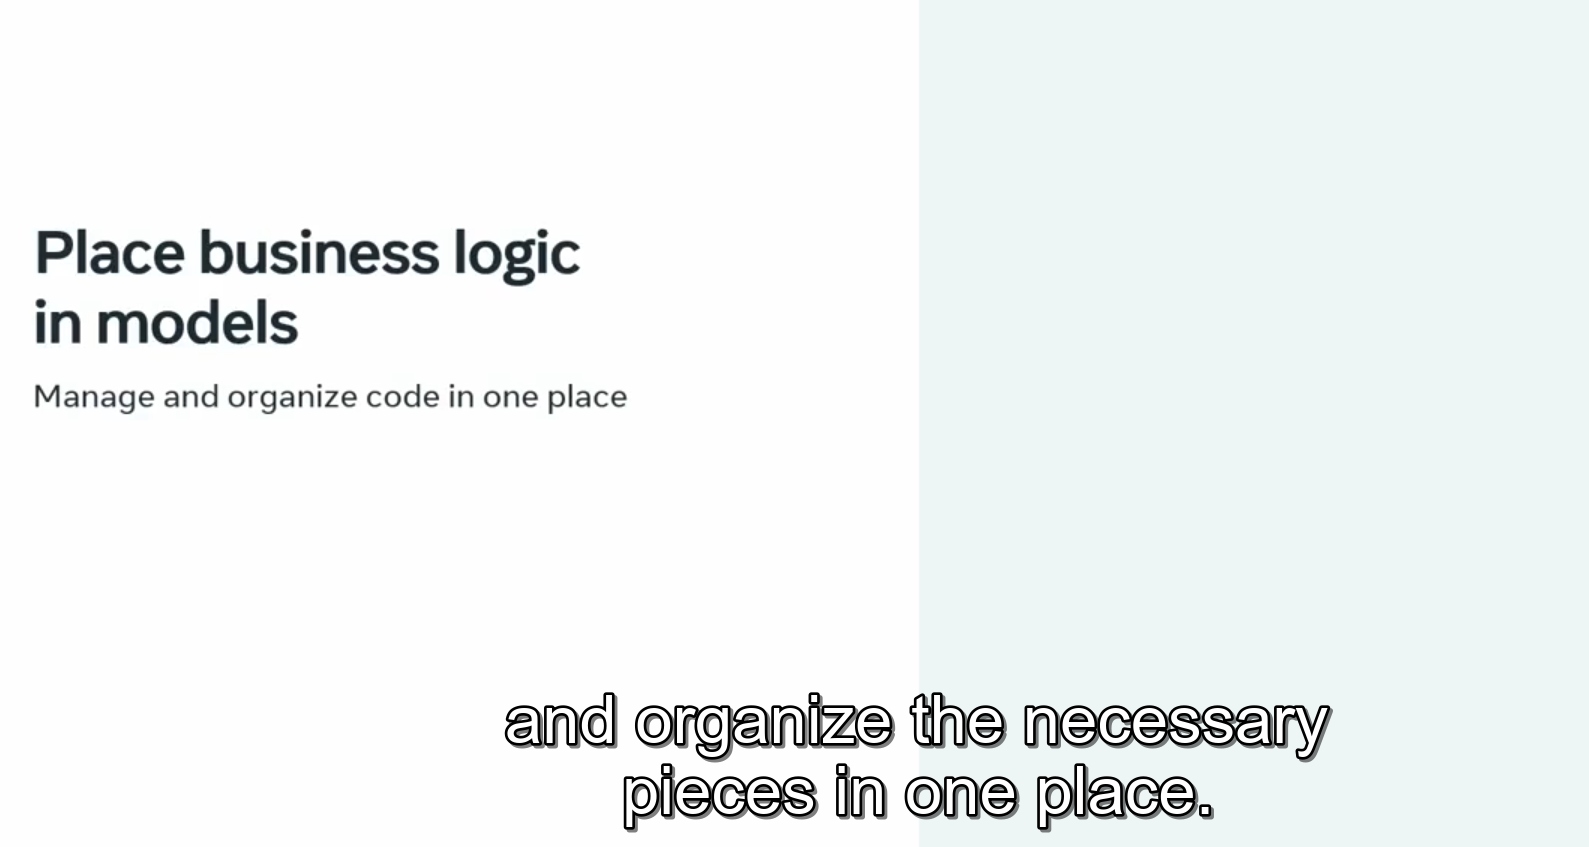 Place business logic
in models
Manage and organize code in one place
and organize the necessary
pieces in one place.